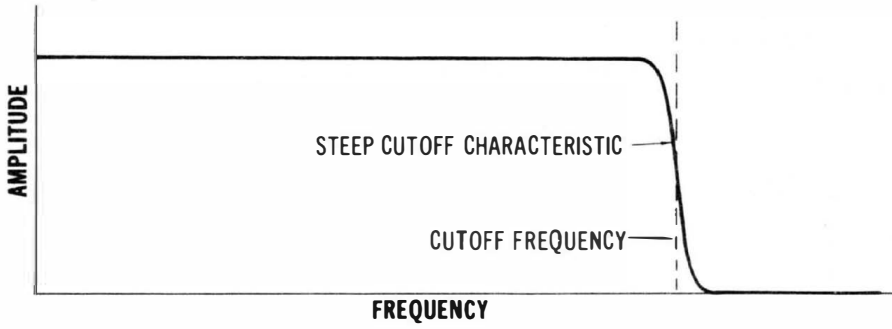 AMPLITUDE
STEEP CUTOFF CHARACTERISTIC
CUTOFF FREQUENCY
FREQUENCY